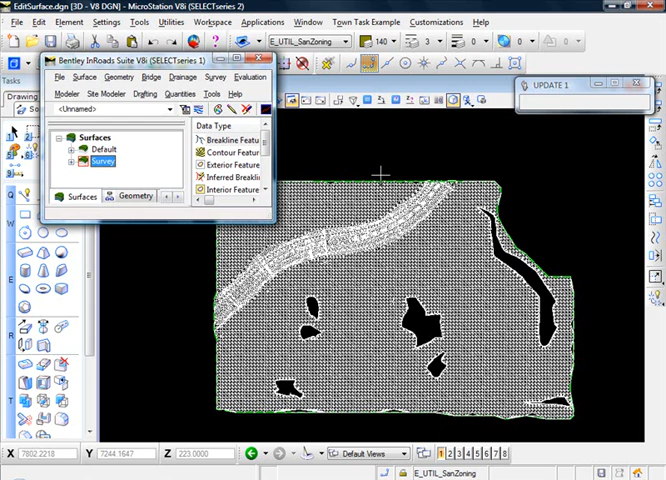 EditSurface.dgn [3D - V8 DGN] - MicroStation V8i (SELECTseries 2)
File Edit Element Settings Tools Utilities Workspace Applications Window Town Task Example Customizations Help
E_UTIL_SanZoning 140 3 0
Tasks
Drawing
Bentley InRoads Suite V8i (SELECTseries 1)
File Surface Geometry Bridge Drainage Survey Evaluation
Modeler Site Modeler Drafting Quantities Tools Help
<Unnamed>
Surfaces
Default
Survey
Surfaces Geometry
Data Type
Breakline Featu
Contour Feature
Exterior Feature
Inferred Breakli
Interior Feature
UPDATE 1
Q
W
E
R
T
X 7802.2218 Y 7244.1647 Z 223.0000 Default Views 1 2 3 4 5 6 7 8
E_UTIL_SanZoning